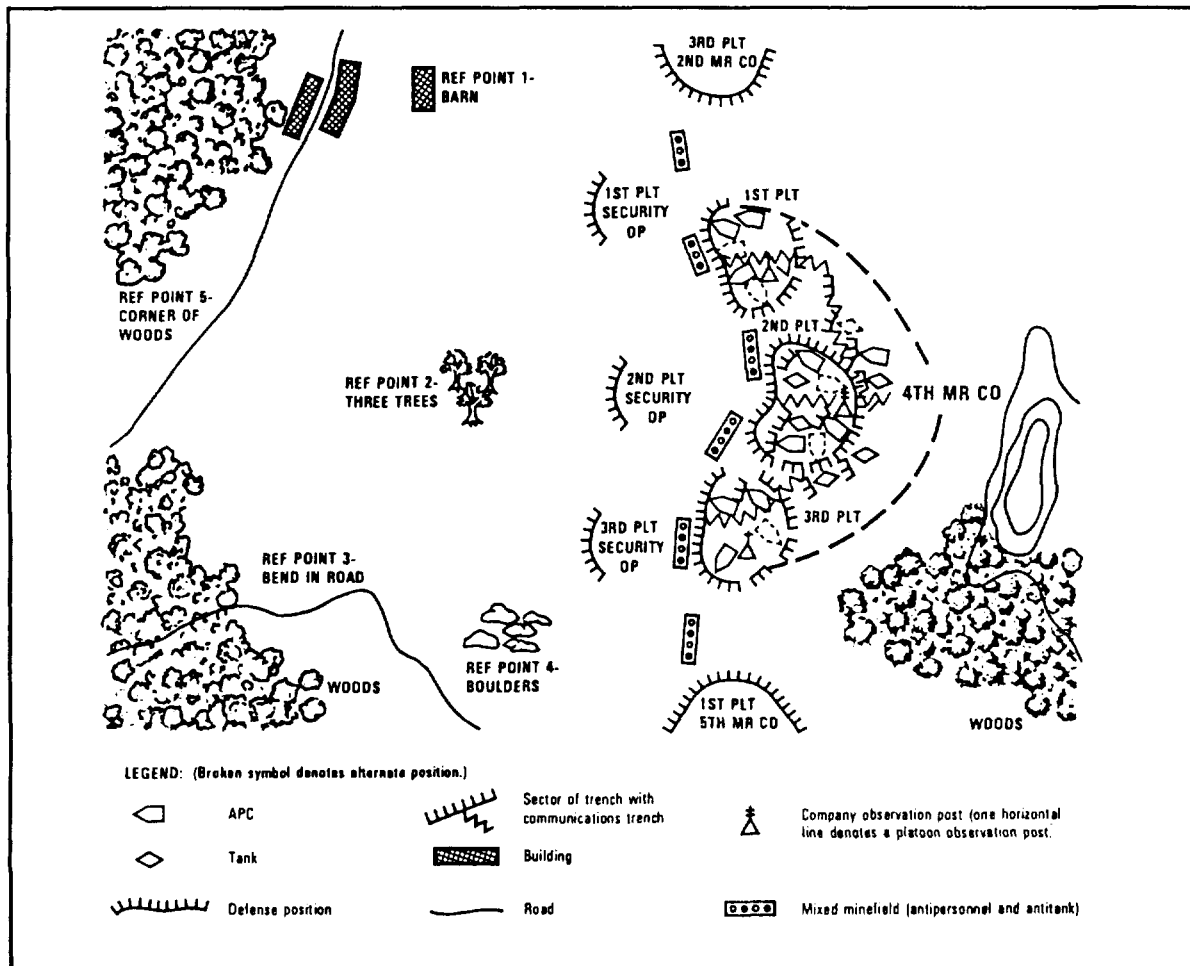 3RD PLT
2ND MR CO
REF POINT 1-
BARN
1ST PLT
SECURITY
OP
1ST PLT
REF POINT 5-
CORNER OF
WOODS
2ND PLT
REF POINT 2-
THREE TREES
2ND PLT
SECURITY
OP
4TH MR CO
3RD PLT
SECURITY
OP
3RD PLT
REF POINT 3-
BEND IN ROAD
REF POINT 4-
BOULDERS
WOODS
1ST PLT
5TH MR CO
WOODS
LEGEND: (Broken symbol denotes alternate position.)
APC
Sector of trench with
communications trench
Company observation post (one horizontal
line denotes a platoon observation post.
Tank
Building
Defense position
Road
Mixed minefield (antipersonnel and antitank)